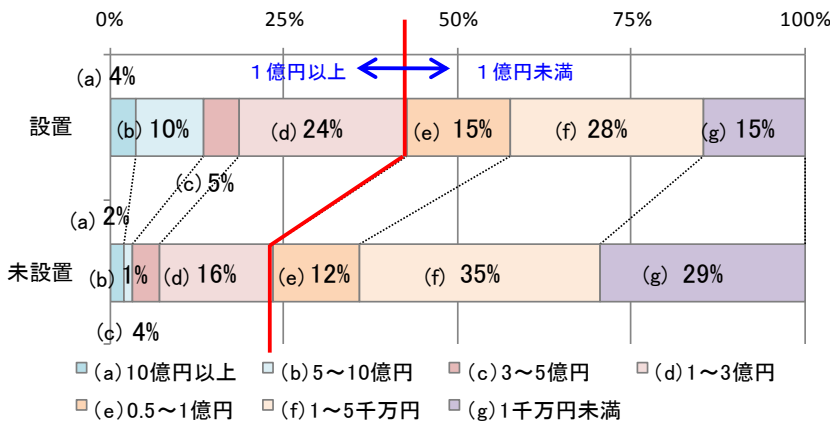 0% 25% 50% 75% 100%
1億円以上 1億円未満
(a) 4%
設置 (b) 10% (d) 24% (e) 15% (f) 28% (g) 15%
(c) 5%
(a) 2%
未設置 (b) 1% (d) 16% (e) 12% (f) 35% (g) 29%
(c) 4%
(a)10億円以上 (b)5～10億円 (c)3～5億円 (d)1～3億円
(e)0.5～1億円 (f)1～5千万円 (g)1千万円未満